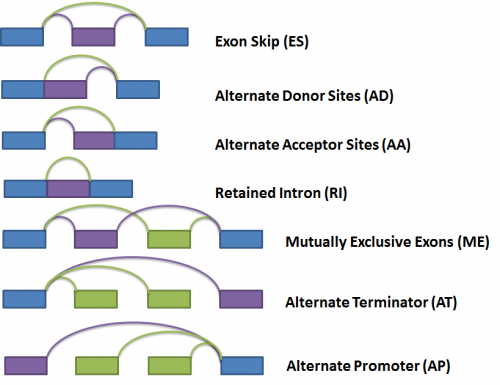 Exon Skip (ES)
Alternate Donor Sites (AD)
Alternate Acceptor Sites (AA)
Retained Intron (RI)
Mutually Exclusive Exons (ME)
Alternate Terminator (AT)
Alternate Promoter (AP)